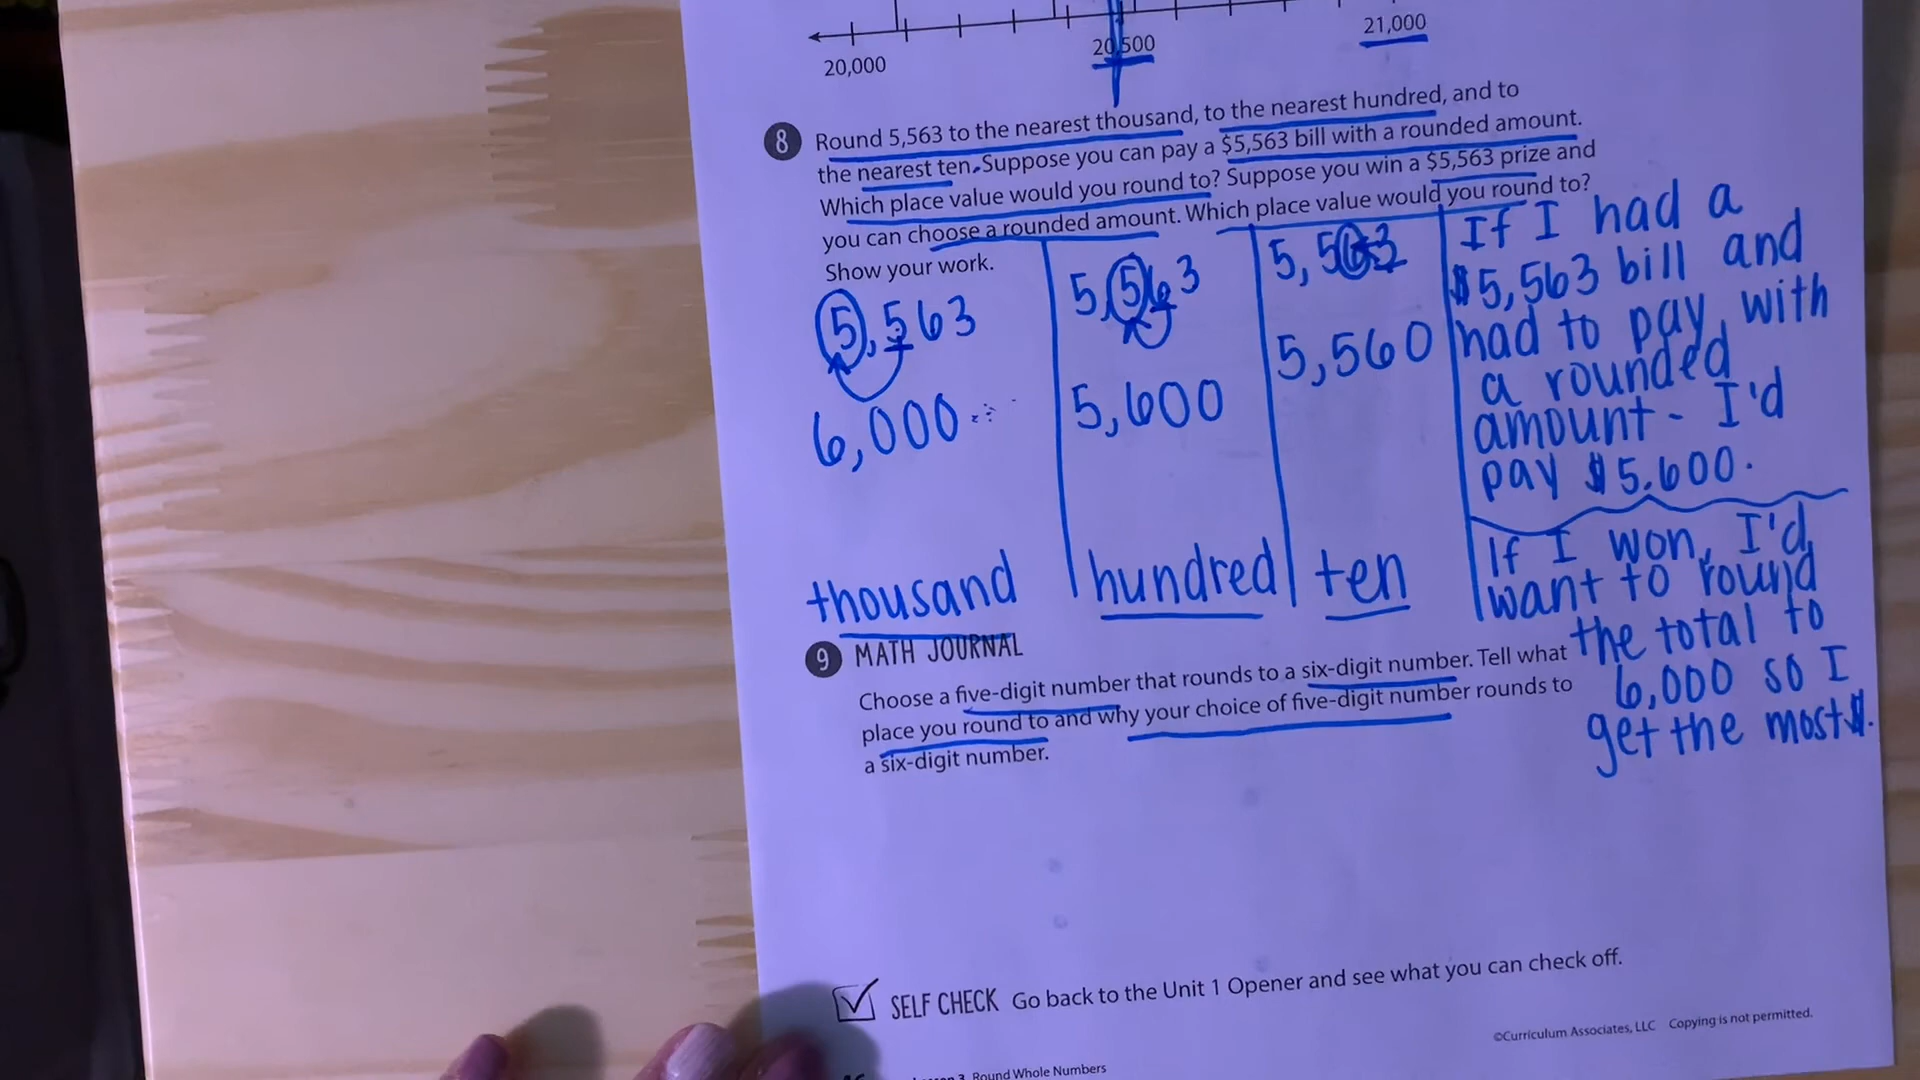 20,000
20,500
21,000
8 Round 5,563 to the nearest thousand, to the nearest hundred, and to
the nearest ten. Suppose you can pay a $5,563 bill with a rounded amount.
Which place value would you round to? Suppose you win a $5,563 prize and
you can choose a rounded amount. Which place value would you round to?
Show your work.
5,563
6,000
thousand
5,563
5,600
hundred
5,563
5,560
ten
If I had a
$5,563 bill and
had to pay with
a rounded
amount - I'd
pay $5,600.
If I won, I'd
want to round
the total to
6,000 so I
get the most $.
9 MATH JOURNAL
Choose a five-digit number that rounds to a six-digit number. Tell what
place you round to and why your choice of five-digit number rounds to
a six-digit number.
SELF CHECK Go back to the Unit 1 Opener and see what you can check off.
©Curriculum Associates, LLC Copying is not permitted.
3 Round Whole Numbers